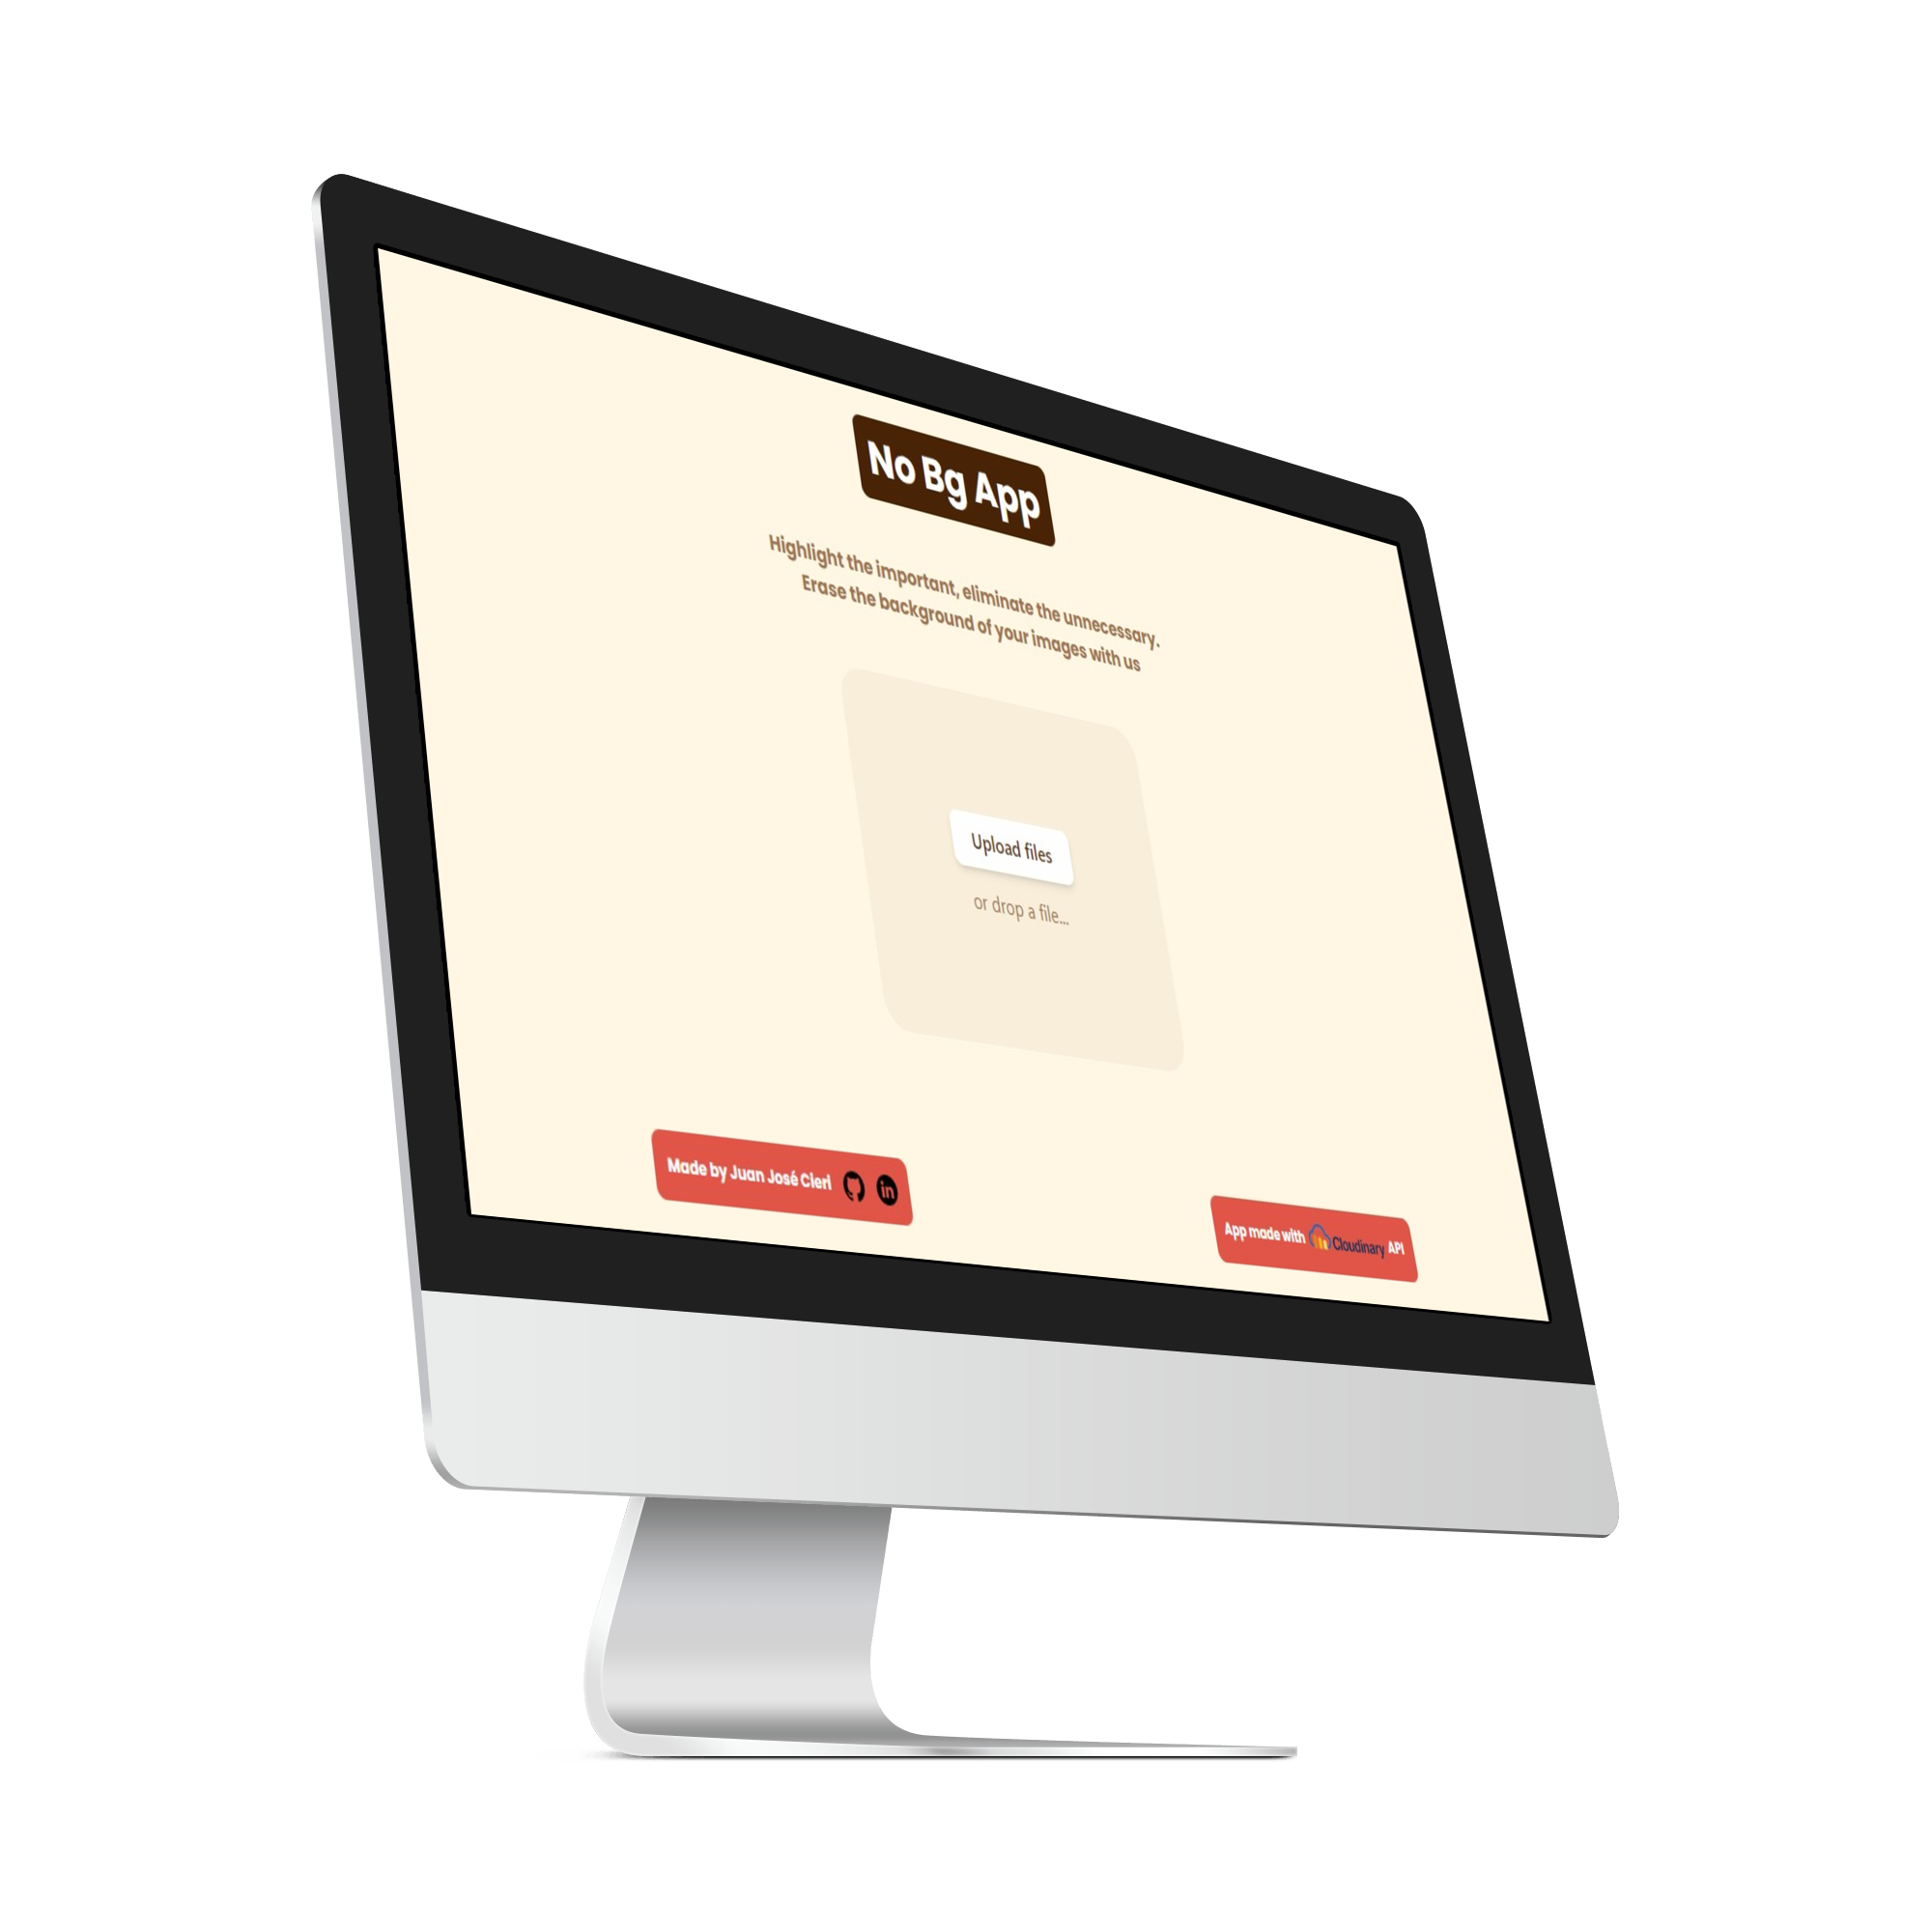 No Bg App
Highlight the important, eliminate the unnecessary.
Erase the background of your images with us
Upload files
or drop a file...
Made by Juan José Cleri in
App made with Cloudinary API